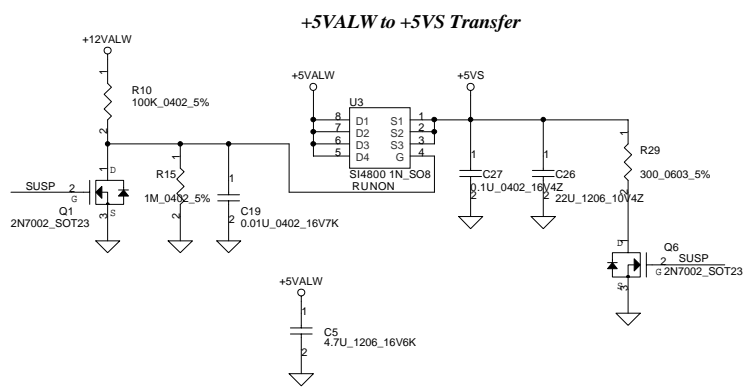 +5VALW to +5VS Transfer
+12VALW
1
R10
100K_0402_5%
2
+5VALW
U3
8 D1 S1 1
7 D2 S2 2
6 D3 S3 3
5 D4 G 4
SI4800 1N_SO8
RUNON
+5VS
1
C27
0.1U_0402_16V4Z
2
1
C26
22U_1206_10V4Z
2
1
R29
300_0603_5%
2
1
D
SUSP
2
G
Q1
2N7002_SOT23
3
S
1
R15
1M_0402_5%
2
1
C19
0.01U_0402_16V7K
2
1
D
Q6
SUSP
2
G
2N7002_SOT23
3
S
+5VALW
1
C5
4.7U_1206_16V6K
2